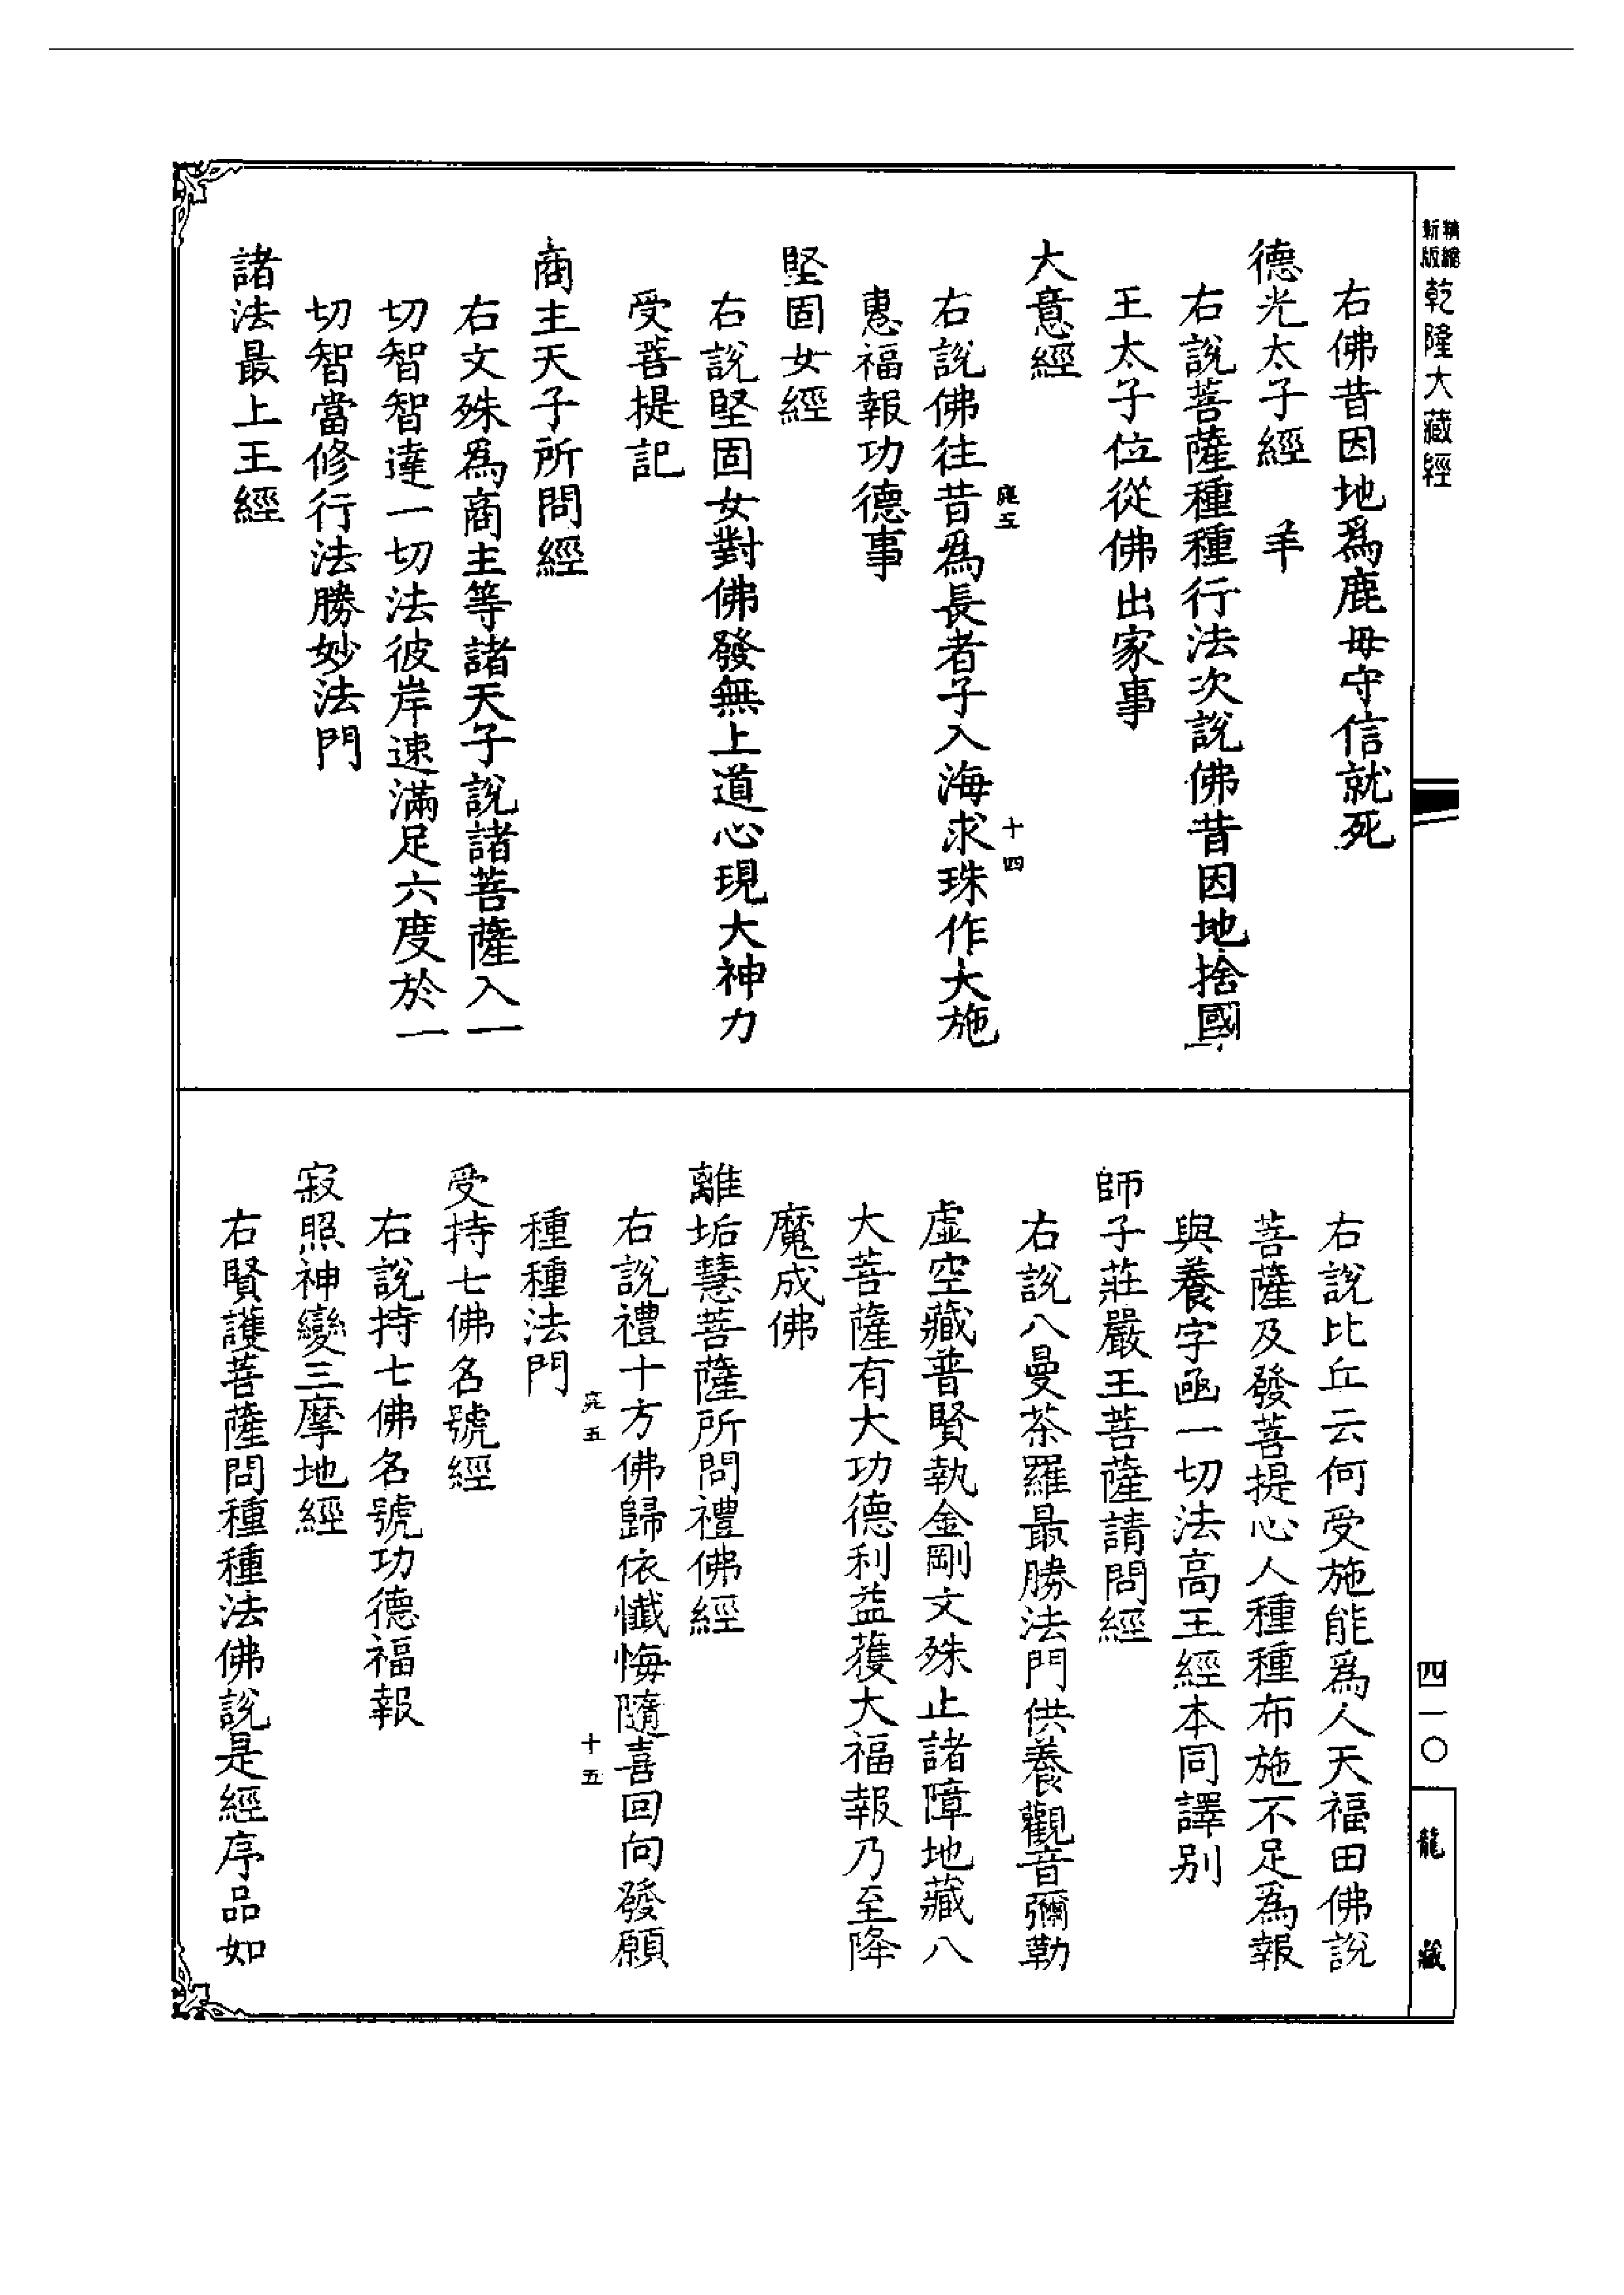 新版
精縮
乾隆大藏經
右佛昔因地爲鹿毋守信就死
德光太子經
右說菩薩種種行法次說佛昔因地捨國
王太子位從佛出家事
大意經
十四
右說佛往昔爲長者子入海求珠作大施
惠福報功德事
堅固女經
右說堅固女對佛發無上道心現大神力
受菩提記
商主天子所問經
右文殊爲商主等諸天子說諸菩薩入一
切智智達一切法彼岸速滿足六度於一
切智當修行法勝妙法門
諸法最上王經
四一〇
龍藏
右說比丘云何受施能爲人天福田佛說
菩薩及發菩提心人種種布施不足爲報
與養字凾一切法高王經本同譯别
師子莊嚴王菩薩請問經
右說八曼茶羅最勝法門供養觀音彌勒
虛空藏普賢執金剛文殊止諸障地藏八
大菩薩有大功德利益獲大福報乃至降
魔成佛
離垢慧菩薩所問禮佛經
右說禮十方佛歸依懺悔隨喜回向發願
十五
種種法門
受持七佛名號經
右說持七佛名號功德福報
寂照神變三摩地經
右賢護菩薩問種種法佛說是經序品如